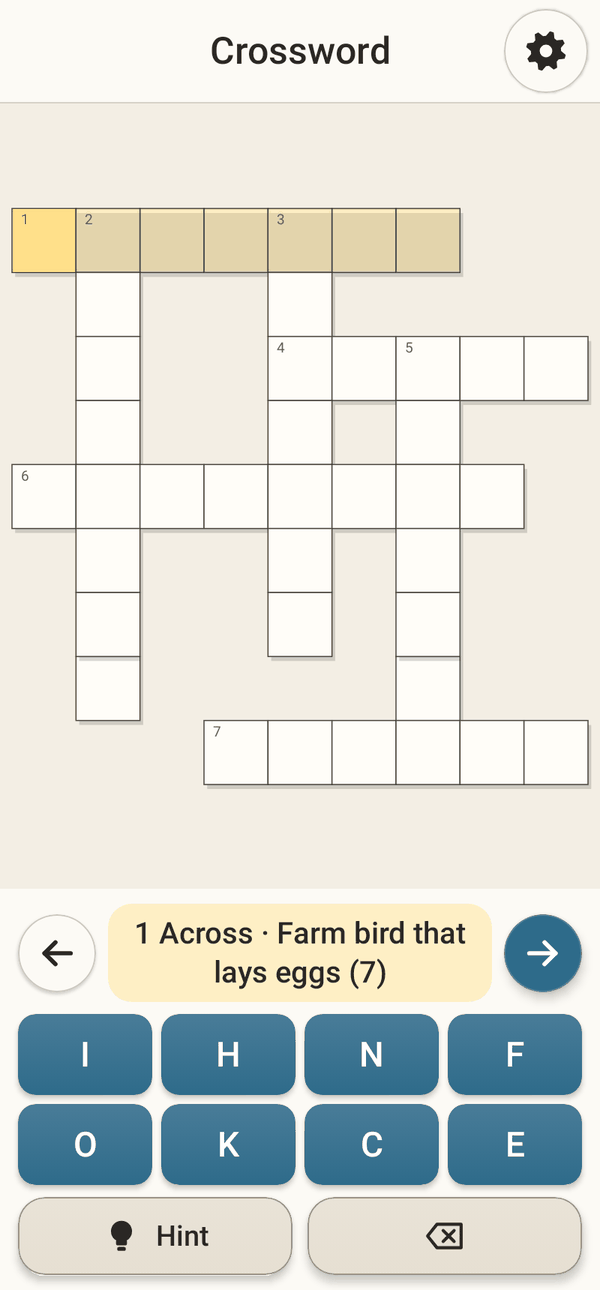 Crossword
1 2 3
4 5
6
7
1 Across · Farm bird that
lays eggs (7)
I H N F
O K C E
Hint